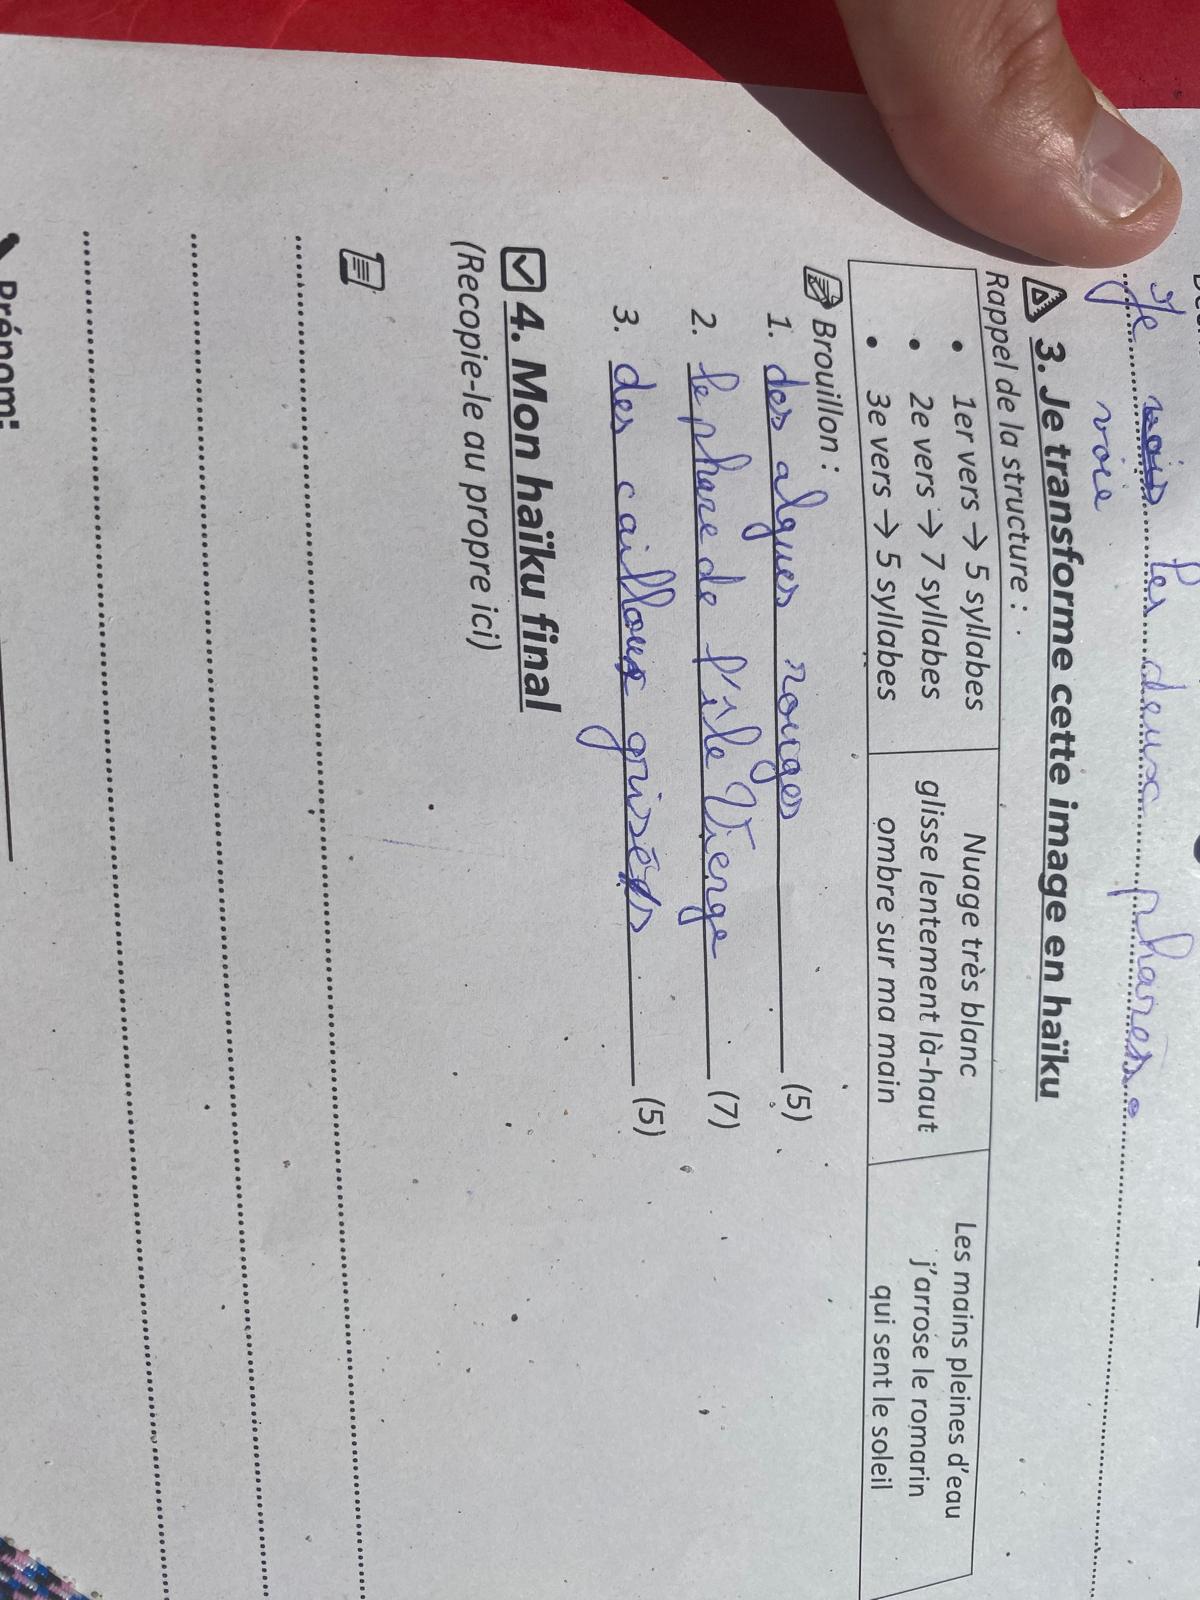 Je les deux phares.
voie
3. Je transforme cette image en haïku
Rappel de la structure :
• 1er vers → 5 syllabes
• 2e vers → 7 syllabes
• 3e vers → 5 syllabes
Nuage très blanc
glisse lentement là-haut
ombre sur ma main
Les mains pleines d'eau
j'arrose le romarin
qui sent le soleil
Brouillon :
1. des algues rouges (5)
2. le phare de l'ile Vierge (7)
3. des cailloux grisés (5)
4. Mon haïku final
(Recopie-le au propre ici)
Prénom: